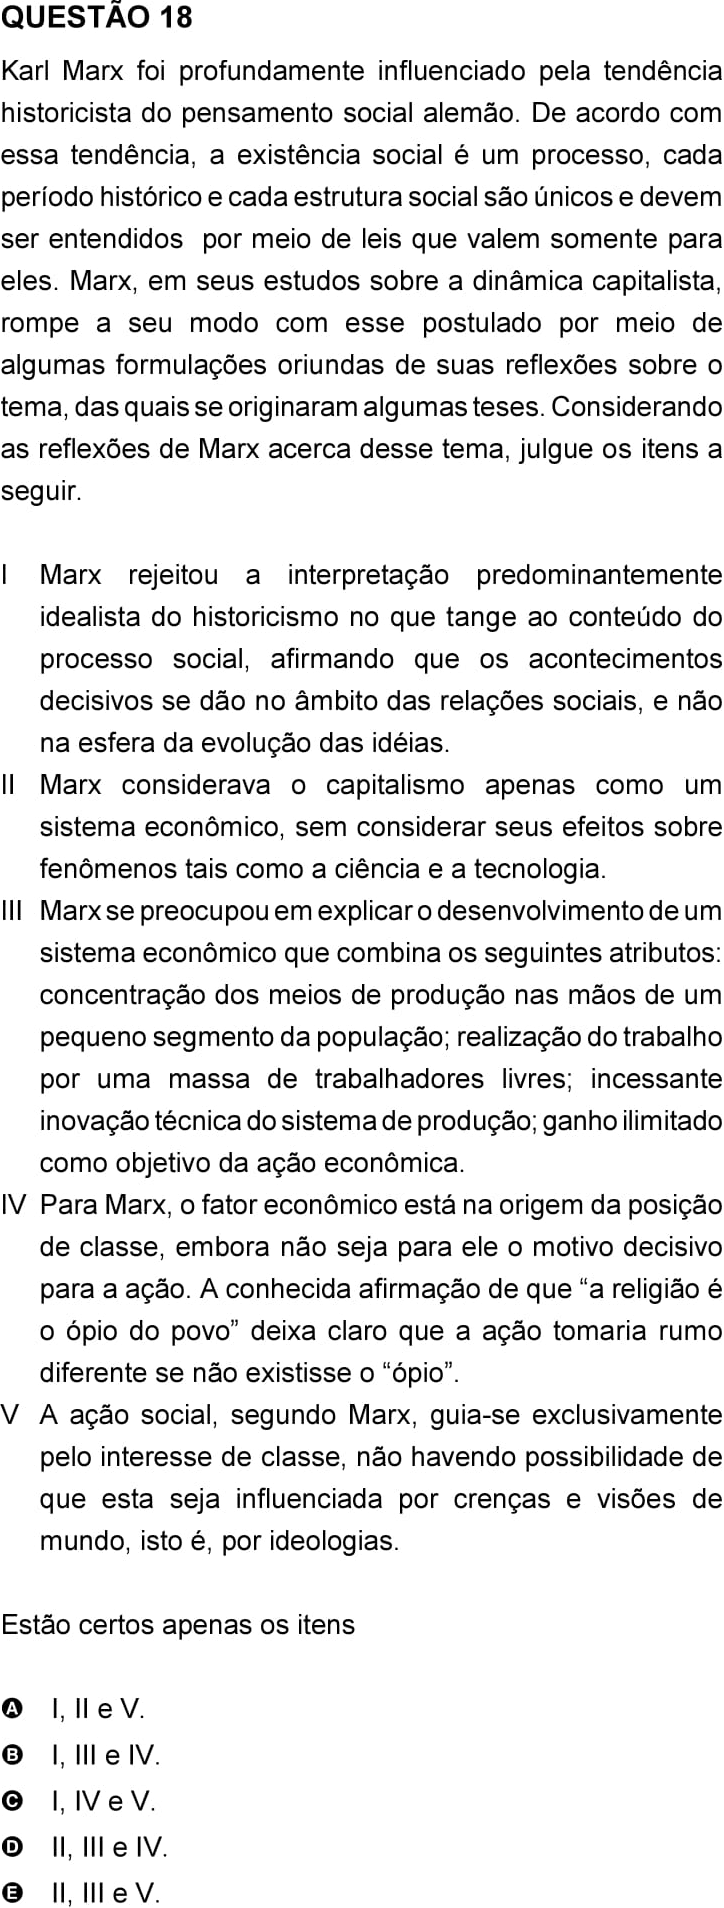 QUESTÃO 18
Karl Marx foi profundamente influenciado pela tendência
historicista do pensamento social alemão. De acordo com
essa tendência, a existência social é um processo, cada
período histórico e cada estrutura social são únicos e devem
ser entendidos por meio de leis que valem somente para
eles. Marx, em seus estudos sobre a dinâmica capitalista,
rompe a seu modo com esse postulado por meio de
algumas formulações oriundas de suas reflexões sobre o
tema, das quais se originaram algumas teses. Considerando
as reflexões de Marx acerca desse tema, julgue os itens a
seguir.
I Marx rejeitou a interpretação predominantemente
idealista do historicismo no que tange ao conteúdo do
processo social, afirmando que os acontecimentos
decisivos se dão no âmbito das relações sociais, e não
na esfera da evolução das idéias.
II Marx considerava o capitalismo apenas como um
sistema econômico, sem considerar seus efeitos sobre
fenômenos tais como a ciência e a tecnologia.
III Marx se preocupou em explicar o desenvolvimento de um
sistema econômico que combina os seguintes atributos:
concentração dos meios de produção nas mãos de um
pequeno segmento da população; realização do trabalho
por uma massa de trabalhadores livres; incessante
inovação técnica do sistema de produção; ganho ilimitado
como objetivo da ação econômica.
IV Para Marx, o fator econômico está na origem da posição
de classe, embora não seja para ele o motivo decisivo
para a ação. A conhecida afirmação de que “a religião é
o ópio do povo” deixa claro que a ação tomaria rumo
diferente se não existisse o “ópio”.
V A ação social, segundo Marx, guia-se exclusivamente
pelo interesse de classe, não havendo possibilidade de
que esta seja influenciada por crenças e visões de
mundo, isto é, por ideologias.
Estão certos apenas os itens
A I, II e V.
B I, III e IV.
C I, IV e V.
D II, III e IV.
E II, III e V.